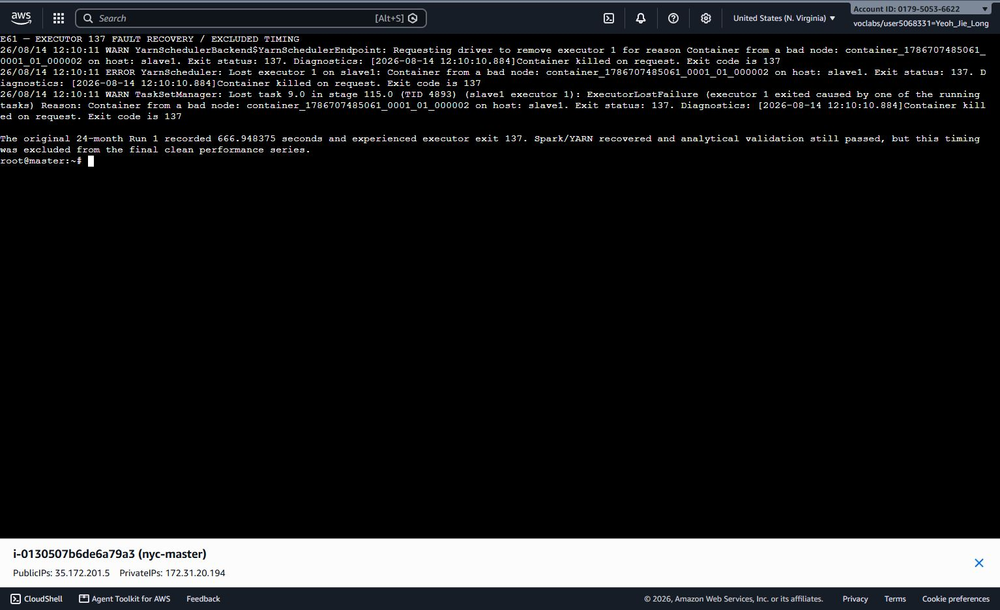 aws
Search
[Alt+S]
United States (N. Virginia)
Account ID: 0179-5053-6622
voclabs/user5068331=Yeoh_Jie_Long
E61 — EXECUTOR 137 FAULT RECOVERY / EXCLUDED TIMING
26/08/14 12:10:11 WARN YarnSchedulerBackend$YarnSchedulerEndpoint: Requesting driver to remove executor 1 for reason Container from a bad node: container_1786707485061_
0001_01_000002 on host: slave1. Exit status: 137. Diagnostics: [2026-08-14 12:10:10.884]Container killed on request. Exit code is 137
26/08/14 12:10:11 ERROR YarnScheduler: Lost executor 1 on slave1: Container from a bad node: container_1786707485061_0001_01_000002 on host: slave1. Exit status: 137. D
iagnostics: [2026-08-14 12:10:10.884]Container killed on request. Exit code is 137
26/08/14 12:10:11 WARN TaskSetManager: Lost task 9.0 in stage 115.0 (TID 4893) (slave1 executor 1): ExecutorLostFailure (executor 1 exited caused by one of the running
tasks) Reason: Container from a bad node: container_1786707485061_0001_01_000002 on host: slave1. Exit status: 137. Diagnostics: [2026-08-14 12:10:10.884]Container kill
ed on request. Exit code is 137
The original 24-month Run 1 recorded 666.948375 seconds and experienced executor exit 137. Spark/YARN recovered and analytical validation still passed, but this timing
was excluded from the final clean performance series.
root@master:~#
i-0130507b6de6a79a3 (nyc-master)
PublicIPs: 35.172.201.5 PrivateIPs: 172.31.20.194
CloudShell
Agent Toolkit for AWS
Feedback
© 2026, Amazon Web Services, Inc. or its affiliates.
Privacy
Terms
Cookie preferences